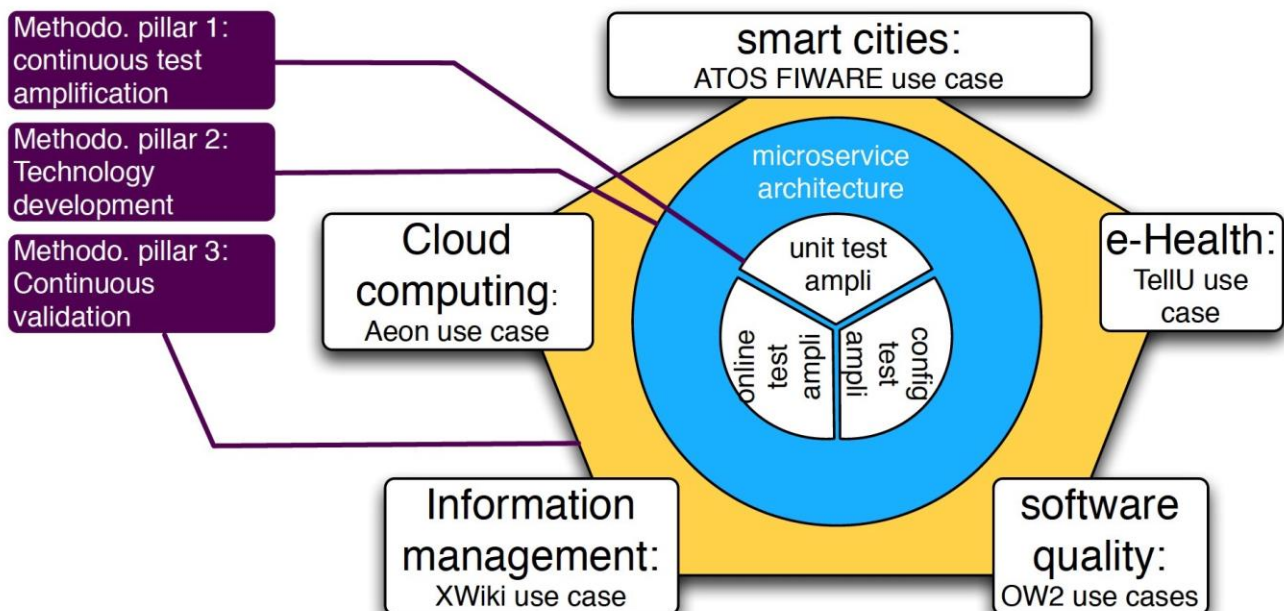 Methodo. pillar 1:
continuous test
amplification
Methodo. pillar 2:
Technology
development
Methodo. pillar 3:
Continuous
validation
smart cities:
ATOS FIWARE use case
microservice
architecture
unit test
ampli
online
test
ampli
config
test
ampli
Cloud
computing:
Aeon use case
e-Health:
TellU use
case
Information
management:
XWiki use case
software
quality:
OW2 use cases